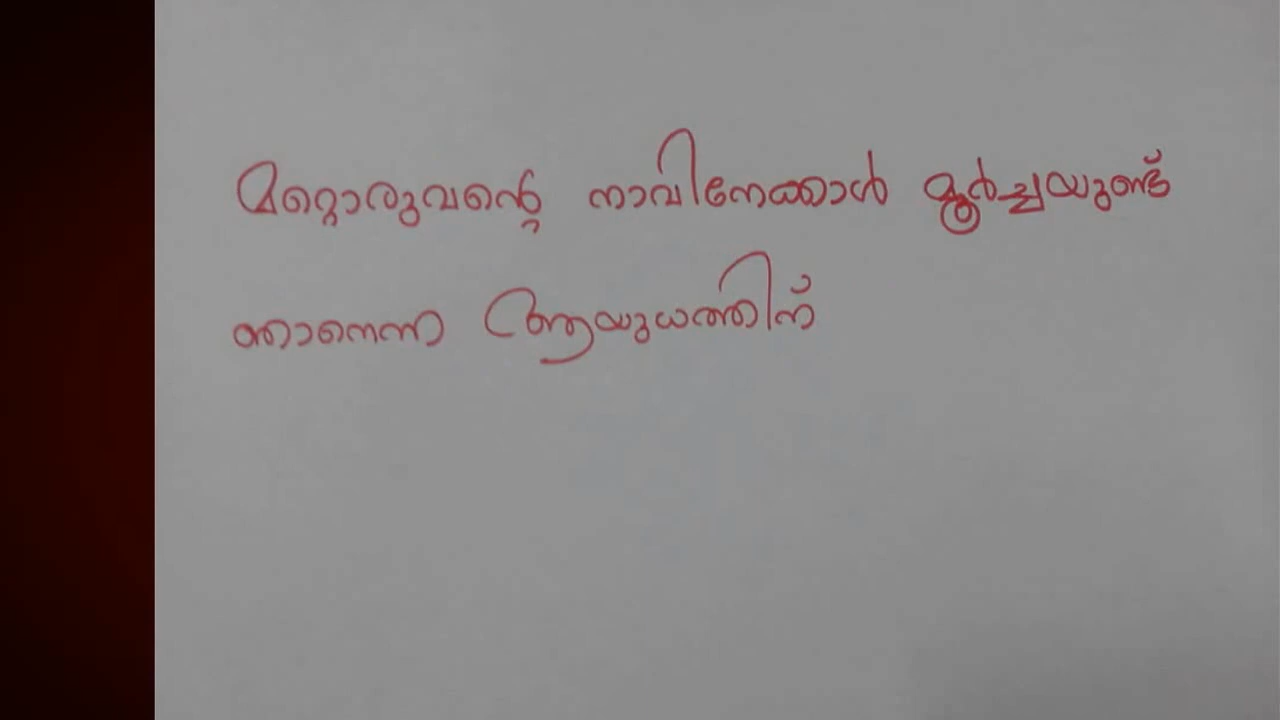 മറ്റൊരുവന്റെ നാവിനേക്കാൾ മൂർച്ചയുണ്ട്
ഞാനെന്ന ആയുധത്തിന്